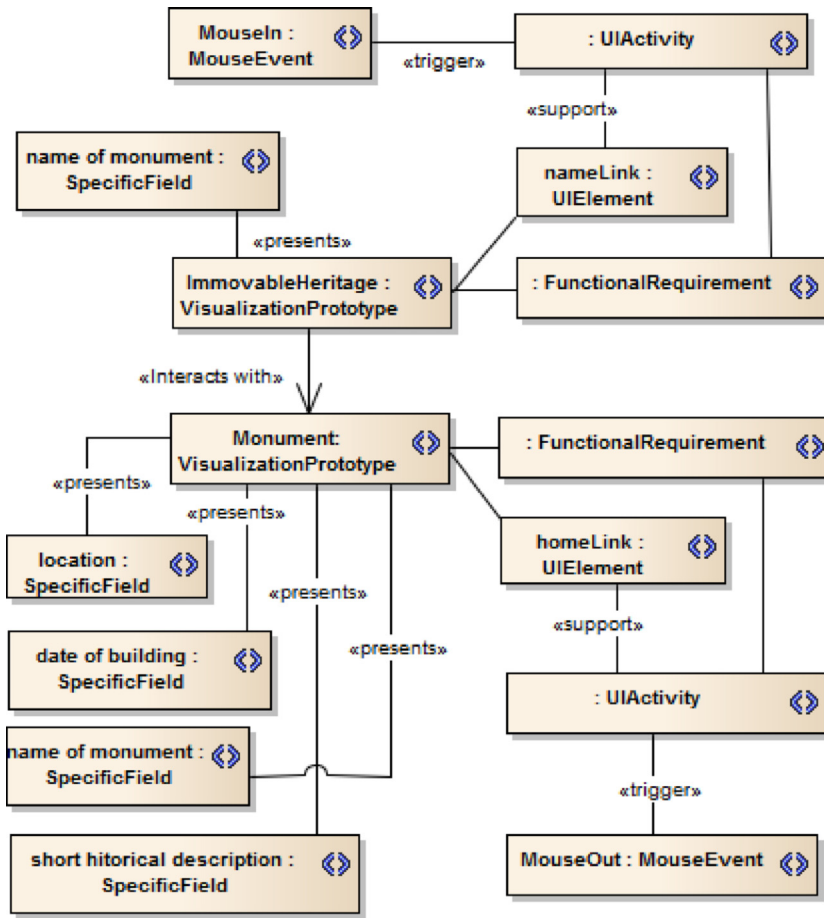 MouseIn :
MouseEvent
«trigger»
: UIActivity
«support»
name of monument :
SpecificField
nameLink :
UIElement
«presents»
ImmovableHeritage :
VisualizationPrototype
: FunctionalRequirement
«Interacts with»
Monument:
VisualizationPrototype
: FunctionalRequirement
«presents»
«presents»
location :
SpecificField
homeLink :
UIElement
«presents»
«support»
date of building :
SpecificField
«presents»
: UIActivity
name of monument :
SpecificField
«trigger»
short hitorical description :
SpecificField
MouseOut : MouseEvent